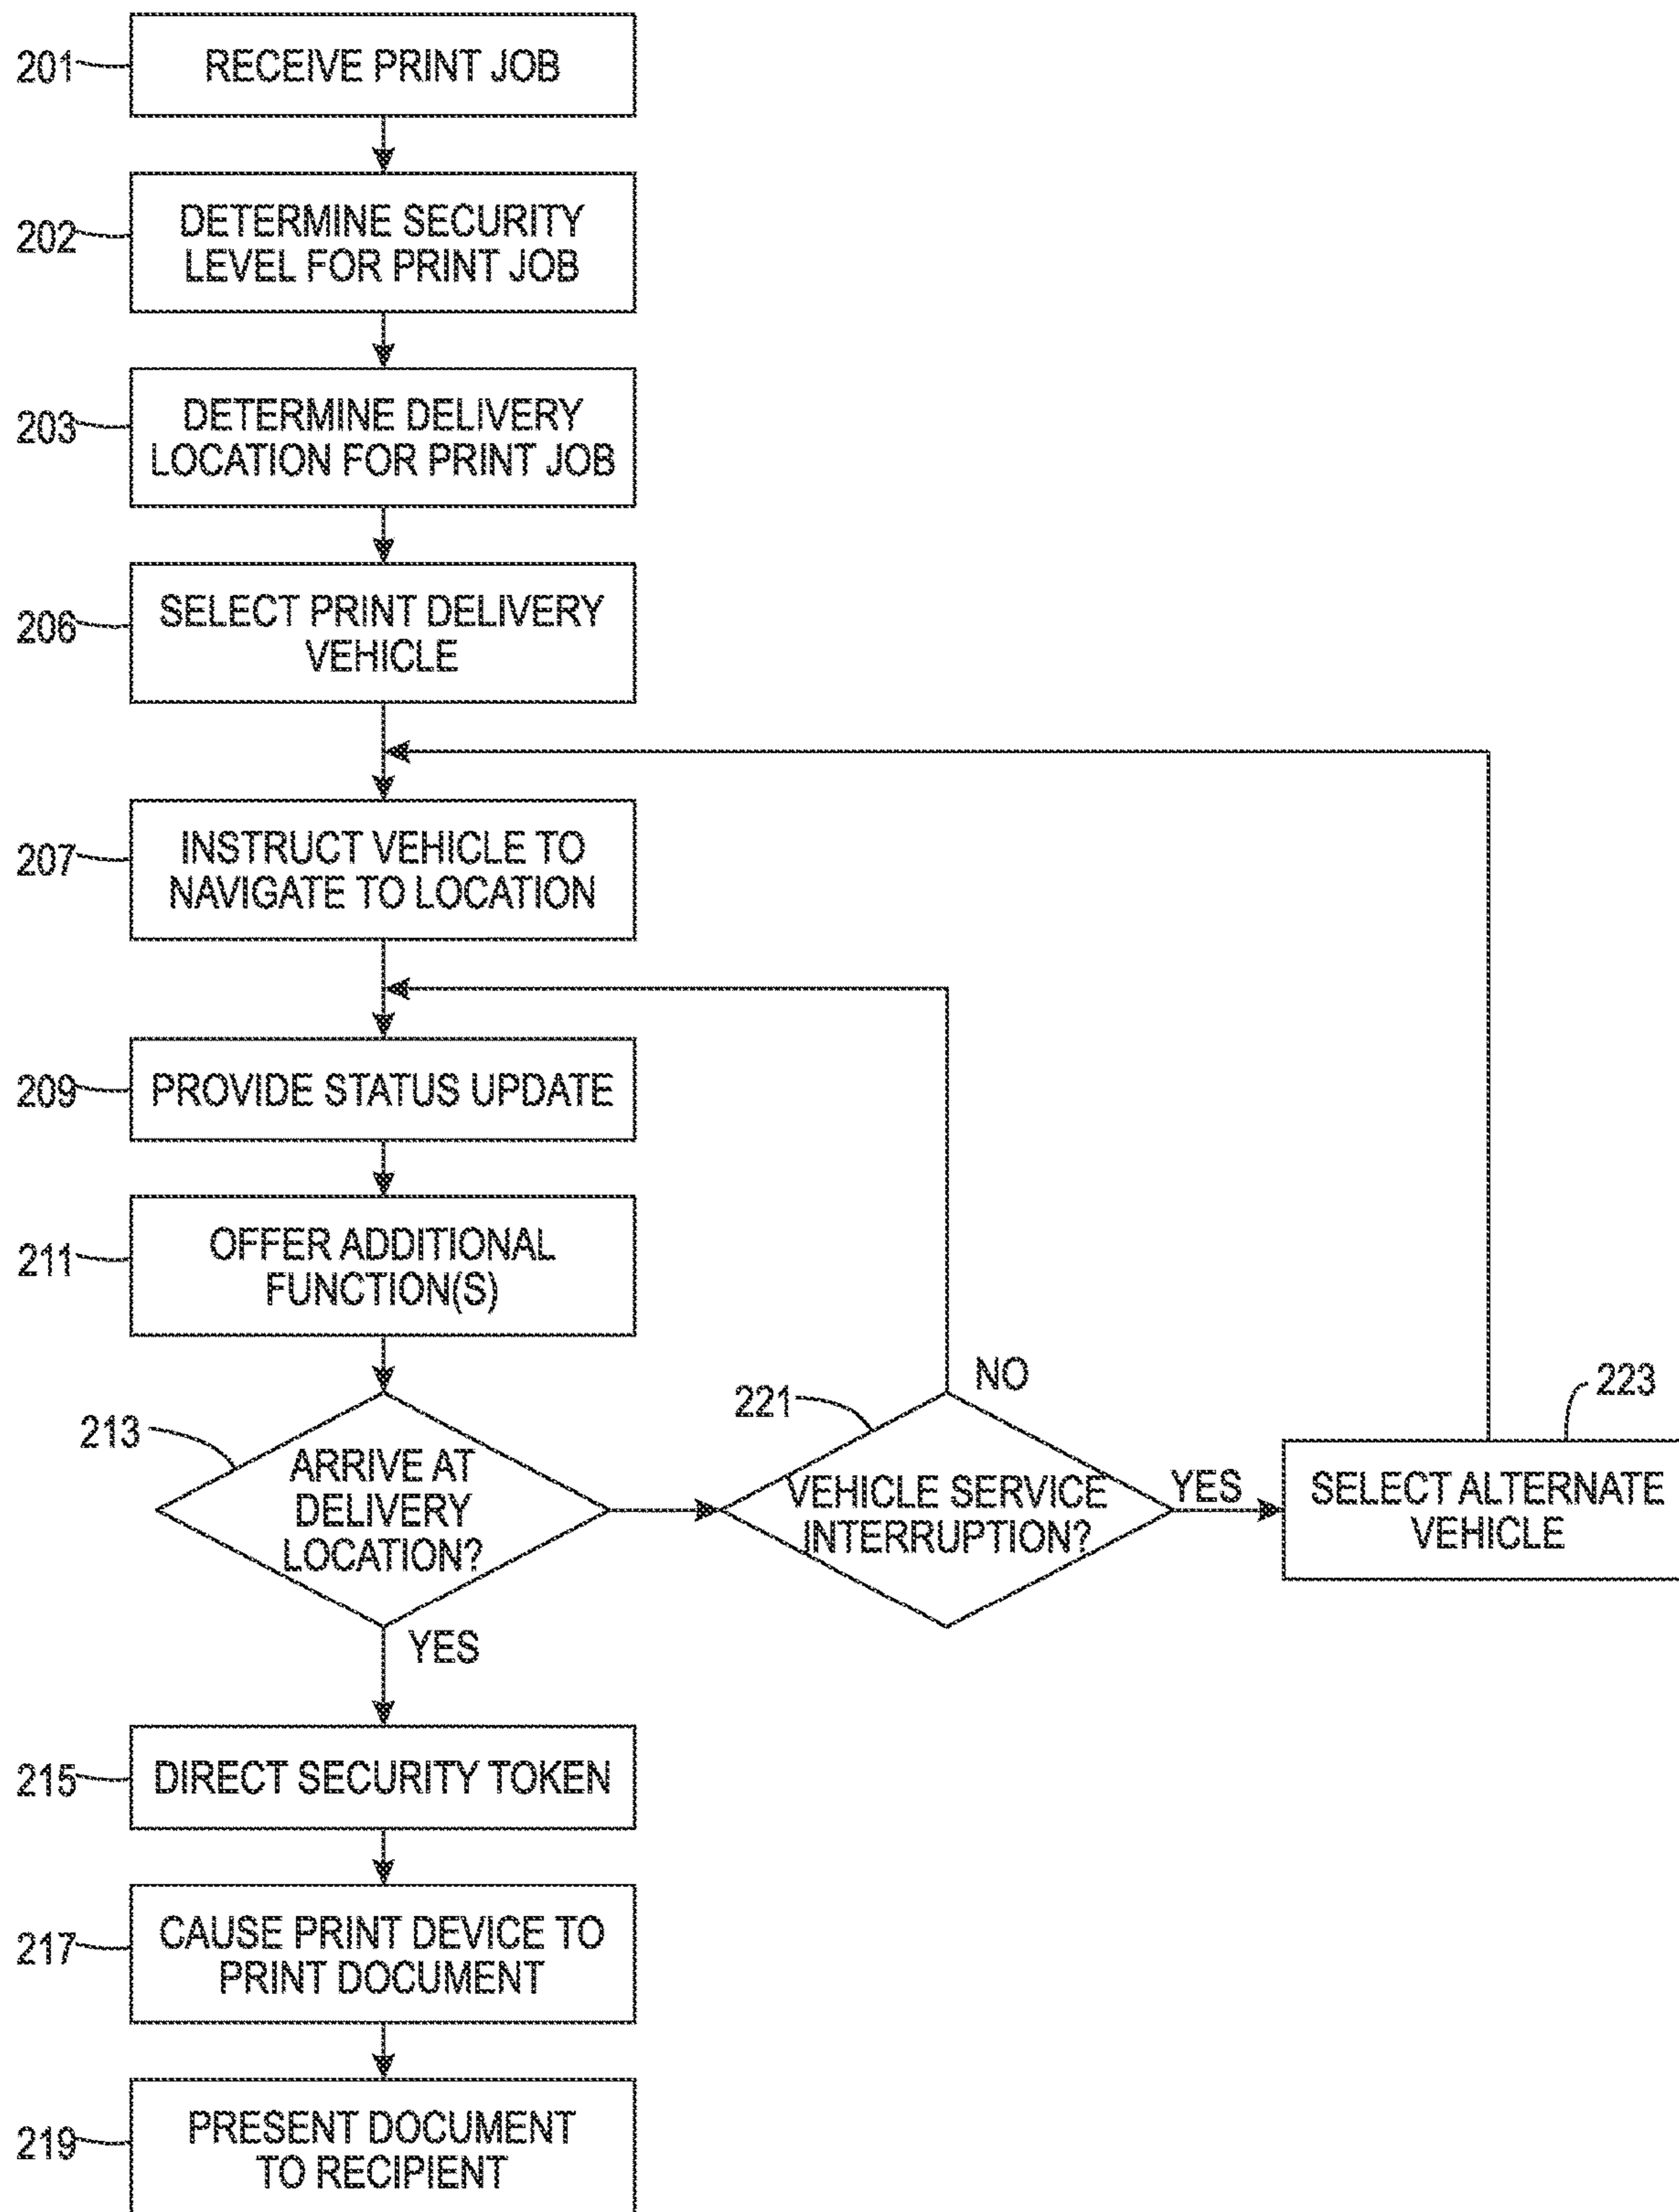 201
RECEIVE PRINT JOB
202
DETERMINE SECURITY
LEVEL FOR PRINT JOB
203
DETERMINE DELIVERY
LOCATION FOR PRINT JOB
206
SELECT PRINT DELIVERY
VEHICLE
207
INSTRUCT VEHICLE TO
NAVIGATE TO LOCATION
209
PROVIDE STATUS UPDATE
211
OFFER ADDITIONAL
FUNCTION(S)
213
ARRIVE AT
DELIVERY
LOCATION?
YES
221
VEHICLE SERVICE
INTERRUPTION?
NO
YES
223
SELECT ALTERNATE
VEHICLE
215
DIRECT SECURITY TOKEN
217
CAUSE PRINT DEVICE TO
PRINT DOCUMENT
219
PRESENT DOCUMENT
TO RECIPIENT